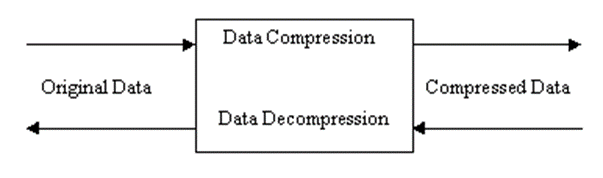 Data Compression
Original Data
Compressed Data
Data Decompression